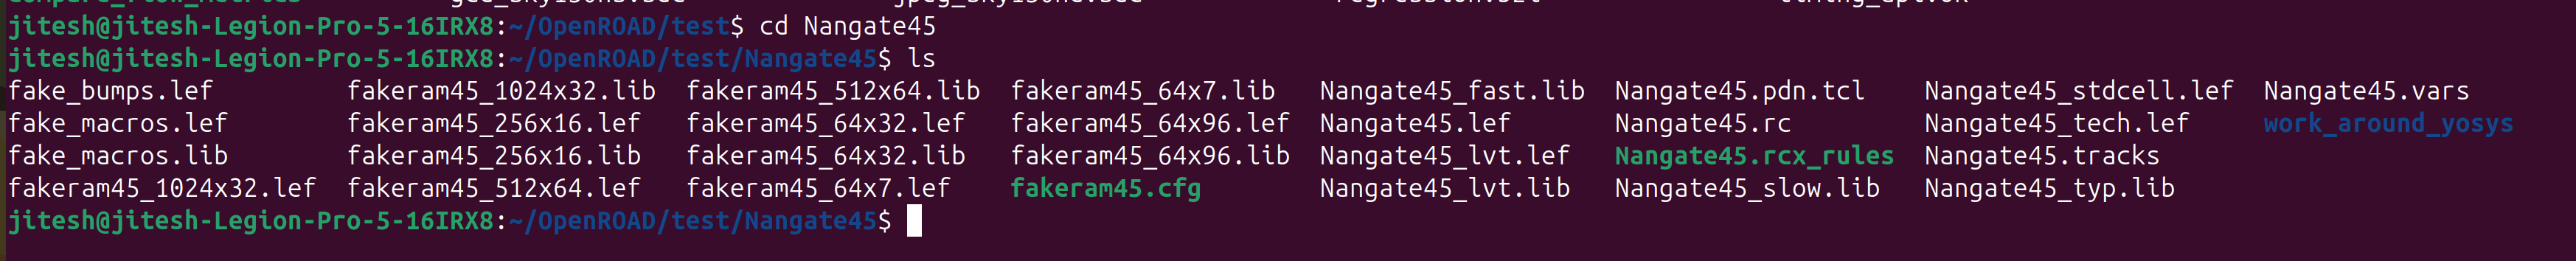 jitesh@jitesh-Legion-Pro-5-16IRX8:~/OpenROAD/test$ cd Nangate45
jitesh@jitesh-Legion-Pro-5-16IRX8:~/OpenROAD/test/Nangate45$ ls
fake_bumps.lef fakeram45_1024x32.lib fakeram45_512x64.lib fakeram45_64x7.lib Nangate45_fast.lib Nangate45.pdn.tcl Nangate45_stdcell.lef Nangate45.vars
fake_macros.lef fakeram45_256x16.lef fakeram45_64x32.lef fakeram45_64x96.lef Nangate45.lef Nangate45.rc Nangate45_tech.lef work_around_yosys
fake_macros.lib fakeram45_256x16.lib fakeram45_64x32.lib fakeram45_64x96.lib Nangate45_lvt.lef Nangate45.rcx_rules Nangate45.tracks
fakeram45_1024x32.lef fakeram45_512x64.lef fakeram45_64x7.lef fakeram45.cfg Nangate45_lvt.lib Nangate45_slow.lib Nangate45_typ.lib
jitesh@jitesh-Legion-Pro-5-16IRX8:~/OpenROAD/test/Nangate45$